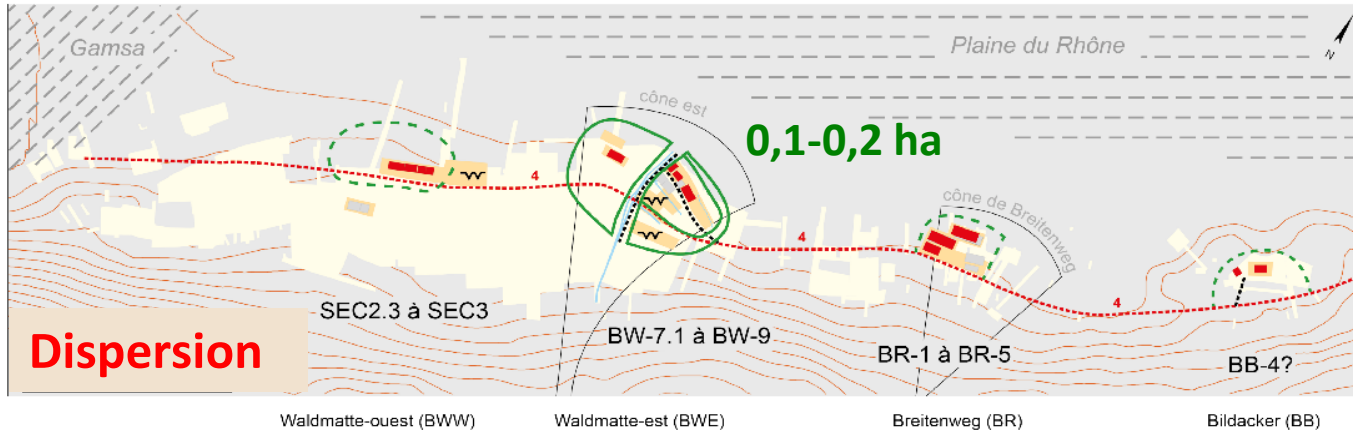 Gamsa
Plaine du Rhône
N
cône est
0,1-0,2 ha
4
4
cône de Breitenweg
4
SEC2.3 à SEC3
BW-7.1 à BW-9
BR-1 à BR-5
BB-4?
Dispersion
Waldmatte-ouest (BWW)
Waldmatte-est (BWE)
Breitenweg (BR)
Bildacker (BB)